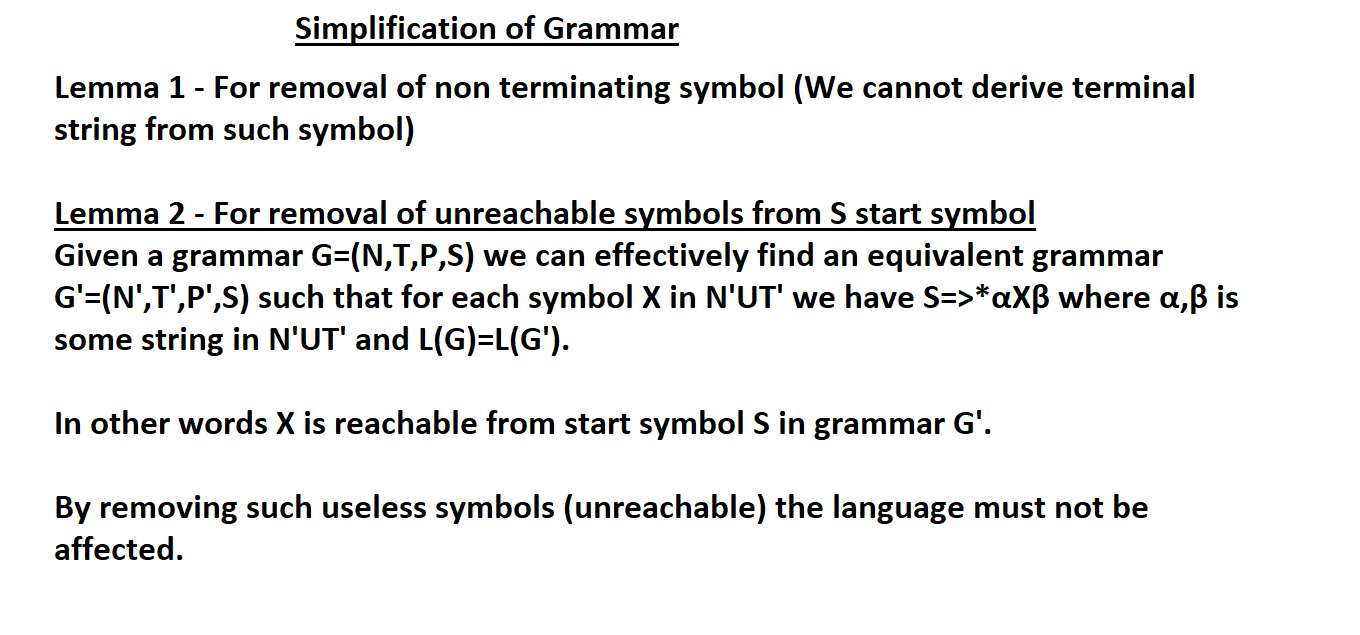 Simplification of Grammar
Lemma 1 - For removal of non terminating symbol (We cannot derive terminal
string from such symbol)
Lemma 2 - For removal of unreachable symbols from S start symbol
Given a grammar G=(N,T,P,S) we can effectively find an equivalent grammar
G'=(N',T',P',S) such that for each symbol X in N'UT' we have S=>*αXβ where α,β is
some string in N'UT' and L(G)=L(G').
In other words X is reachable from start symbol S in grammar G'.
By removing such useless symbols (unreachable) the language must not be
affected.